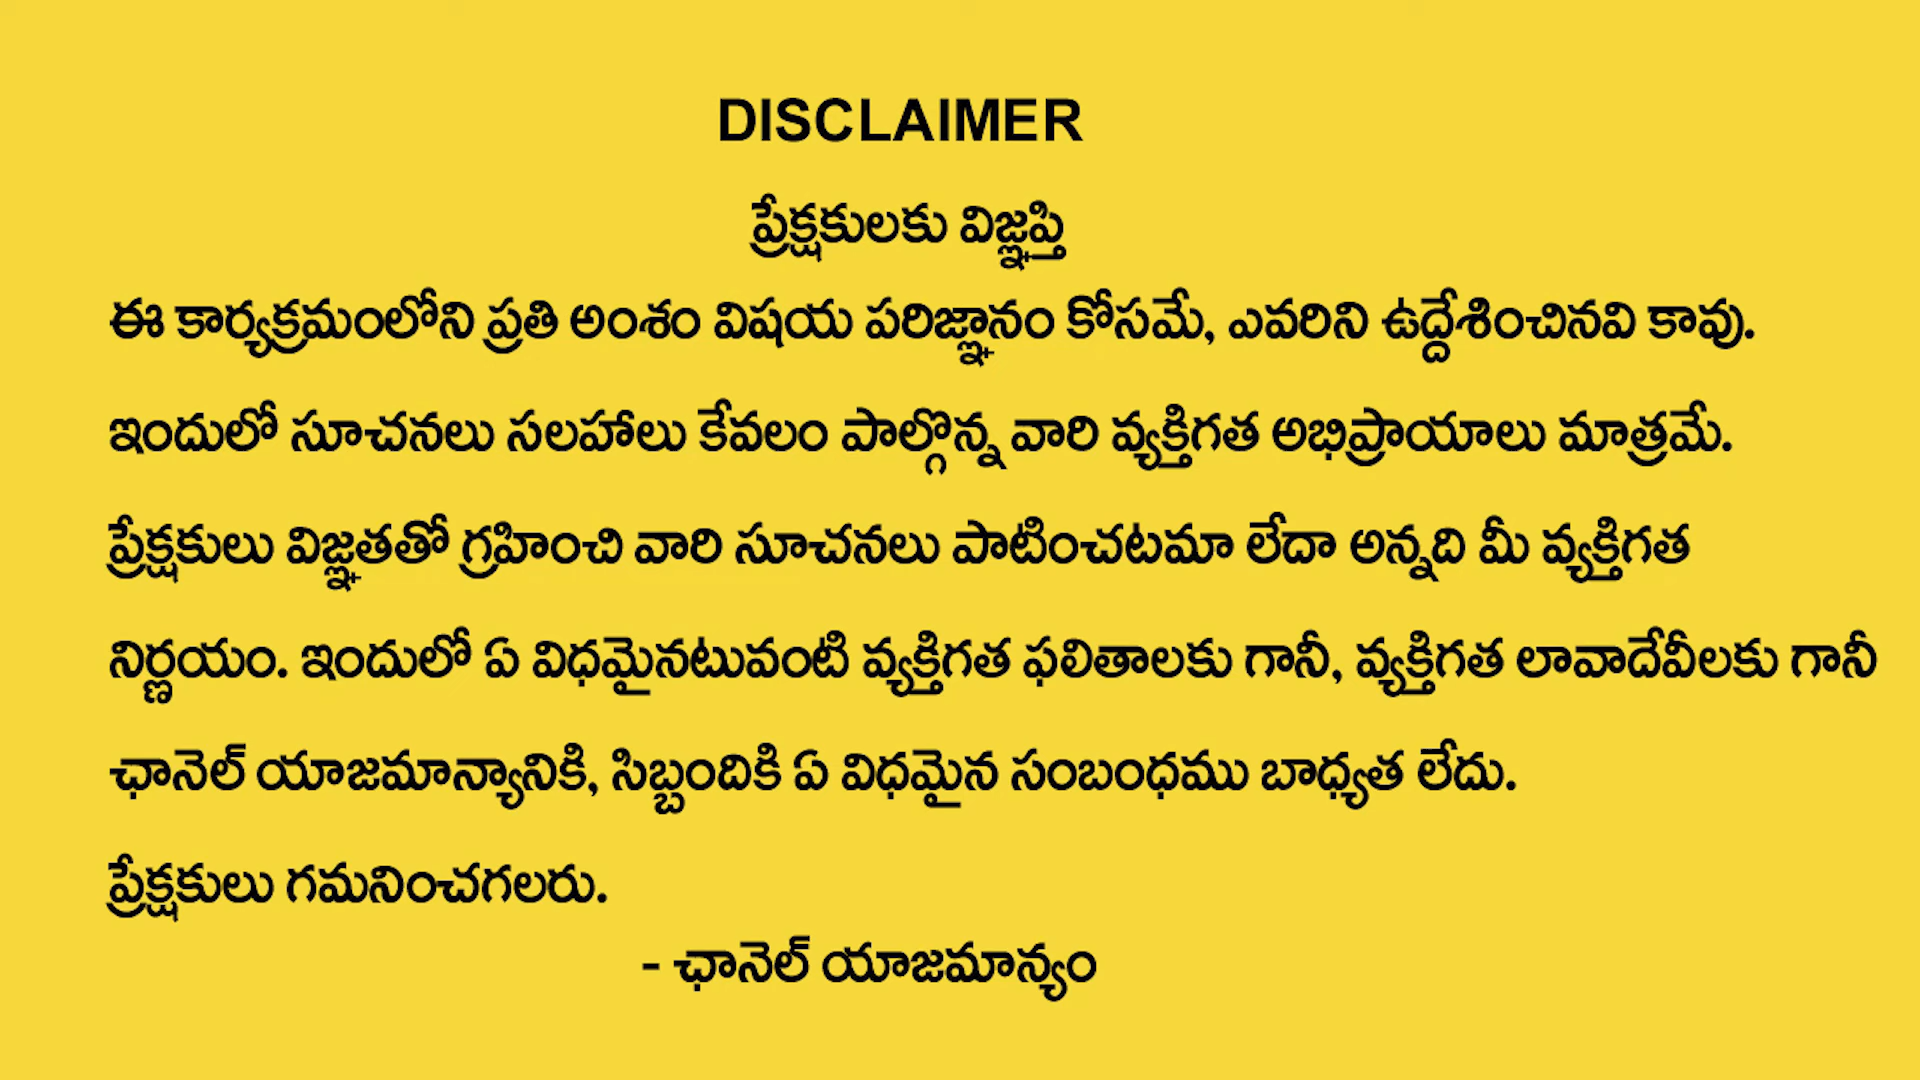 DISCLAIMER
ప్రేక్షకులకు విజ్ఞప్తి
ఈ కార్యక్రమంలోని ప్రతి అంశం విషయ పరిజ్ఞానం కోసమే, ఎవరిని ఉద్దేశించినవి కావు.
ఇందులో సూచనలు సలహాలు కేవలం పాల్గొన్న వారి వ్యక్తిగత అభిప్రాయాలు మాత్రమే.
ప్రేక్షకులు విజ్ఞతతో గ్రహించి వారి సూచనలు పాటించటమా లేదా అన్నది మీ వ్యక్తిగత
నిర్ణయం. ఇందులో ఏ విధమైనటువంటి వ్యక్తిగత ఫలితాలకు గానీ, వ్యక్తిగత లావాదేవీలకు గానీ
ఛానెల్ యాజమాన్యానికి, సిబ్బందికి ఏ విధమైన సంబంధము బాధ్యత లేదు.
ప్రేక్షకులు గమనించగలరు.
- ఛానెల్ యాజమాన్యం